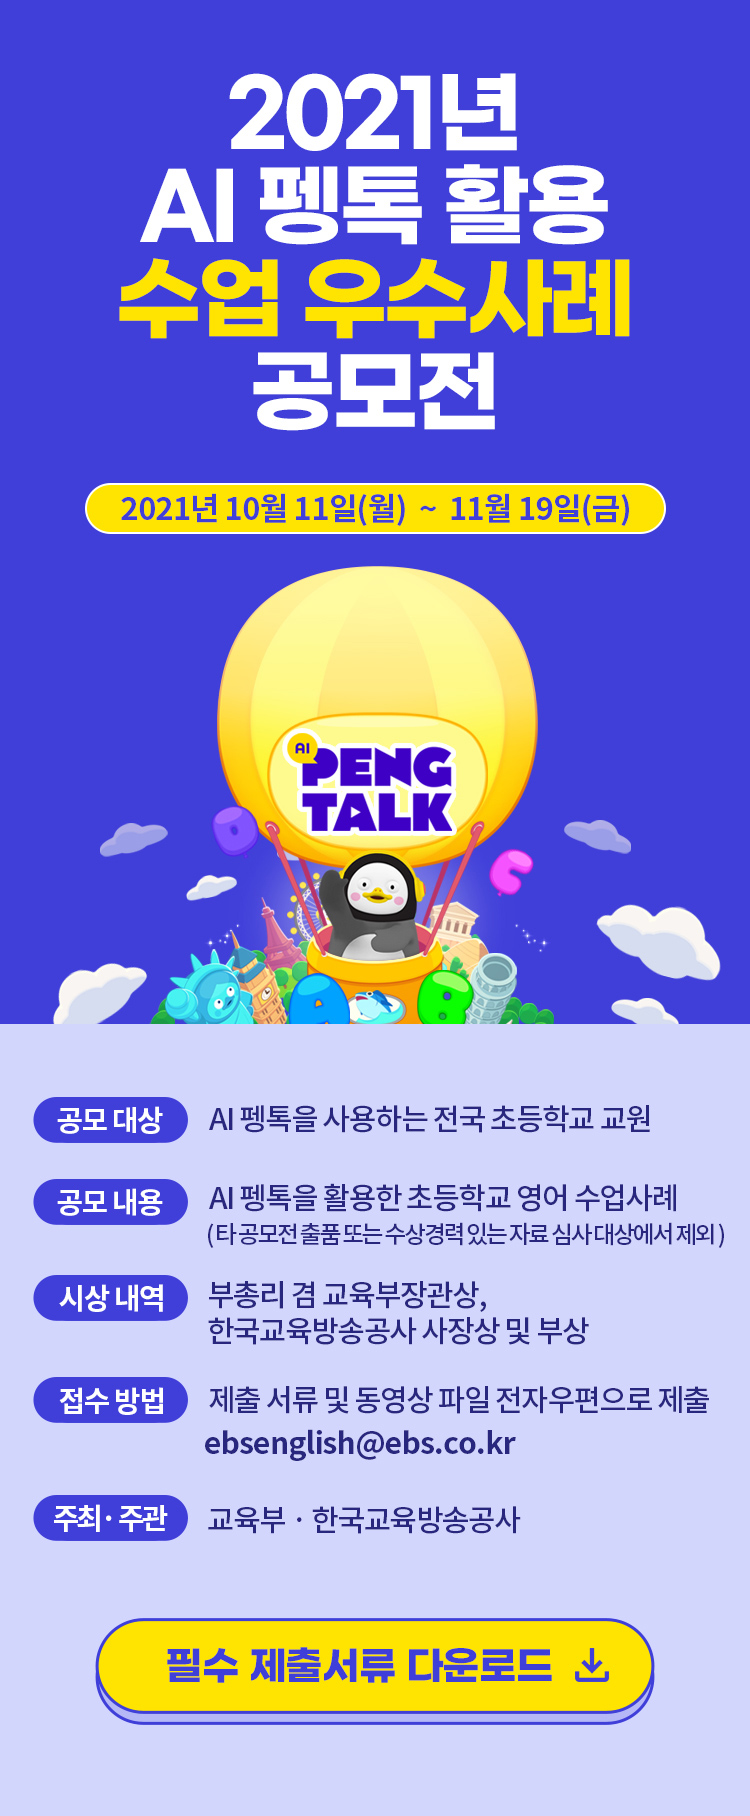 2021년
AI 펭톡 활용
수업 우수사례
공모전
2021년 10월 11일(월) ~ 11월 19일(금)
AI
PENG
TALK
공모 대상
AI 펭톡을 사용하는 전국 초등학교 교원
공모 내용
AI 펭톡을 활용한 초등학교 영어 수업사례
( 타 공모전 출품 또는 수상경력 있는 자료 심사 대상에서 제외 )
시상 내역
부총리 겸 교육부장관상,
한국교육방송공사 사장상 및 부상
접수 방법
제출 서류 및 동영상 파일 전자우편으로 제출
ebsenglish@ebs.co.kr
주최 · 주관
교육부 · 한국교육방송공사
필수 제출서류 다운로드